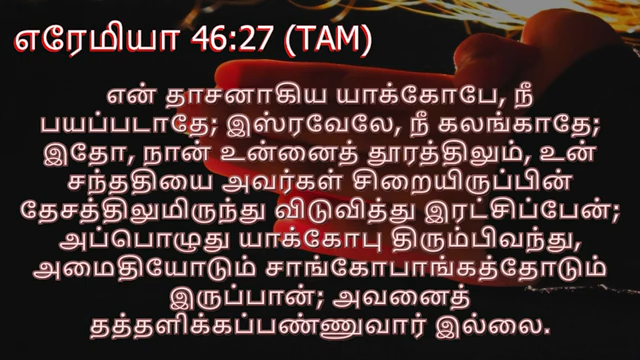 எரேமியா 46:27 (TAM)
என் தாசனாகிய யாக்கோபே, நீ
பயப்படாதே; இஸ்ரவேலே, நீ கலங்காதே;
இதோ, நான் உன்னைத் தூரத்திலும், உன்
சந்ததியை அவர்கள் சிறையிருப்பின்
தேசத்திலுமிருந்து விடுவித்து இரட்சிப்பேன்;
அப்பொழுது யாக்கோபு திரும்பிவந்து,
அமைதியோடும் சாங்கோபாங்கத்தோடும்
இருப்பான்; அவனைத்
தத்தளிக்கப்பண்ணுவார் இல்லை.